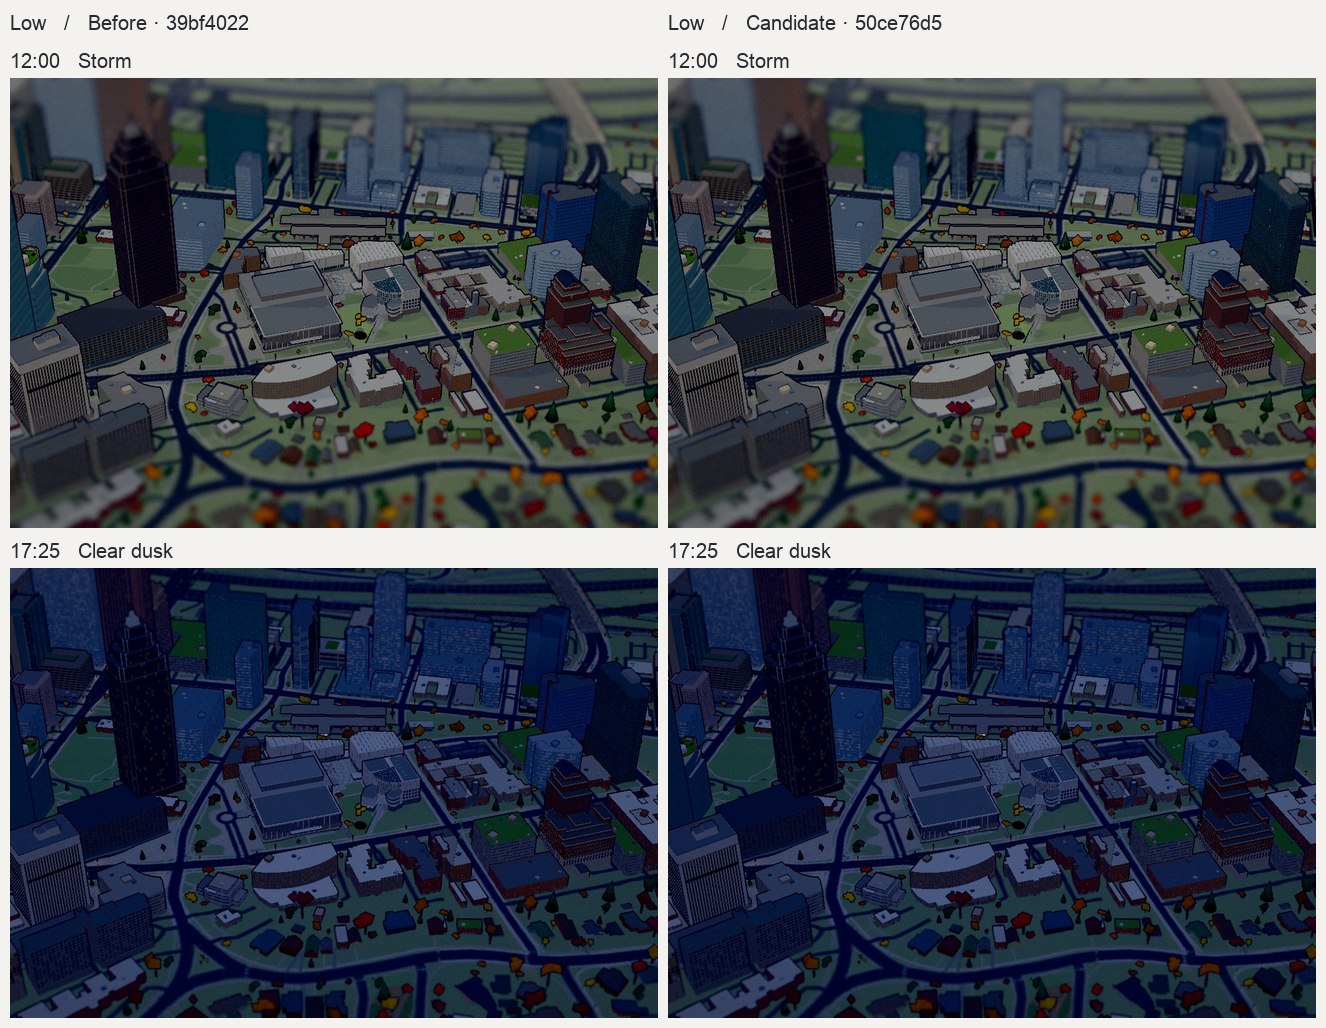 Low / Before · 39bf4022
Low / Candidate · 50ce76d5
12:00 Storm
12:00 Storm
17:25 Clear dusk
17:25 Clear dusk